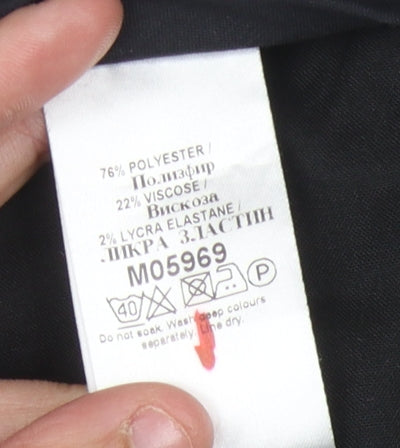 76% POLYESTER /
Полиэфир
22% VISCOSE /
Вискоза
2% LYCRA ELASTANE /
ЛИКРА ЭЛАСТИН
M05969
40 P
Do not soak. Wash deep colours
separately. Line dry.